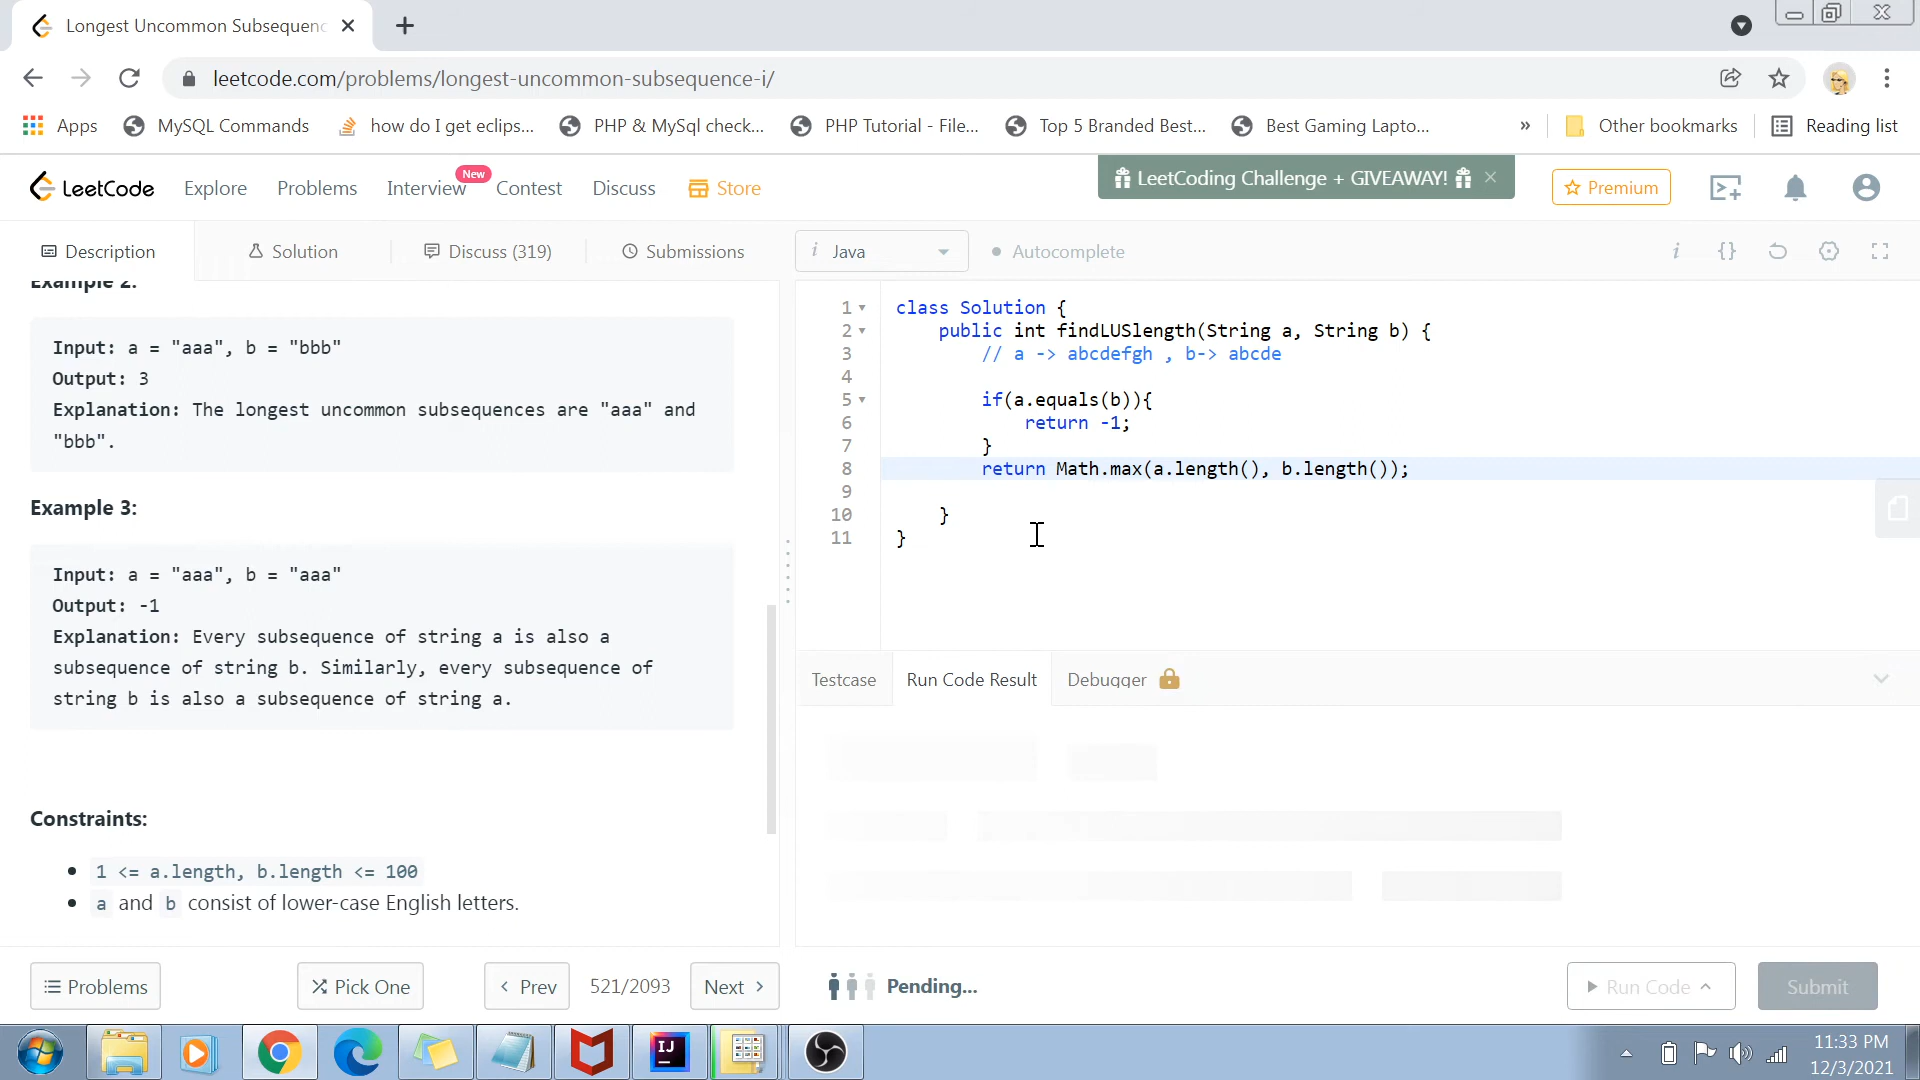 Longest Uncommon Subsequenc
leetcode.com/problems/longest-uncommon-subsequence-i/
Apps MySQL Commands how do I get eclips... PHP & MySql check... PHP Tutorial - File... Top 5 Branded Best... Best Gaming Lapto... » Other bookmarks Reading list
LeetCode Explore Problems Interview New Contest Discuss Store LeetCoding Challenge + GIVEAWAY! Premium
Description Solution Discuss (319) Submissions
Example 2:
Input: a = "aaa", b = "bbb"
Output: 3
Explanation: The longest uncommon subsequences are "aaa" and
"bbb".
Example 3:
Input: a = "aaa", b = "aaa"
Output: -1
Explanation: Every subsequence of string a is also a
subsequence of string b. Similarly, every subsequence of
string b is also a subsequence of string a.
Constraints:
1 <= a.length, b.length <= 100
a and b consist of lower-case English letters.
Problems Pick One < Prev 521/2093 Next >
i Java Autocomplete i {}
1 class Solution {
2 public int findLUSlength(String a, String b) {
3 // a -> abcdefgh , b-> abcde
4
5 if(a.equals(b)){
6 return -1;
7 }
8 return Math.max(a.length(), b.length());
9
10 }
11 }
Testcase Run Code Result Debugger
Pending... Run Code Submit
IJ
11:33 PM
12/3/2021